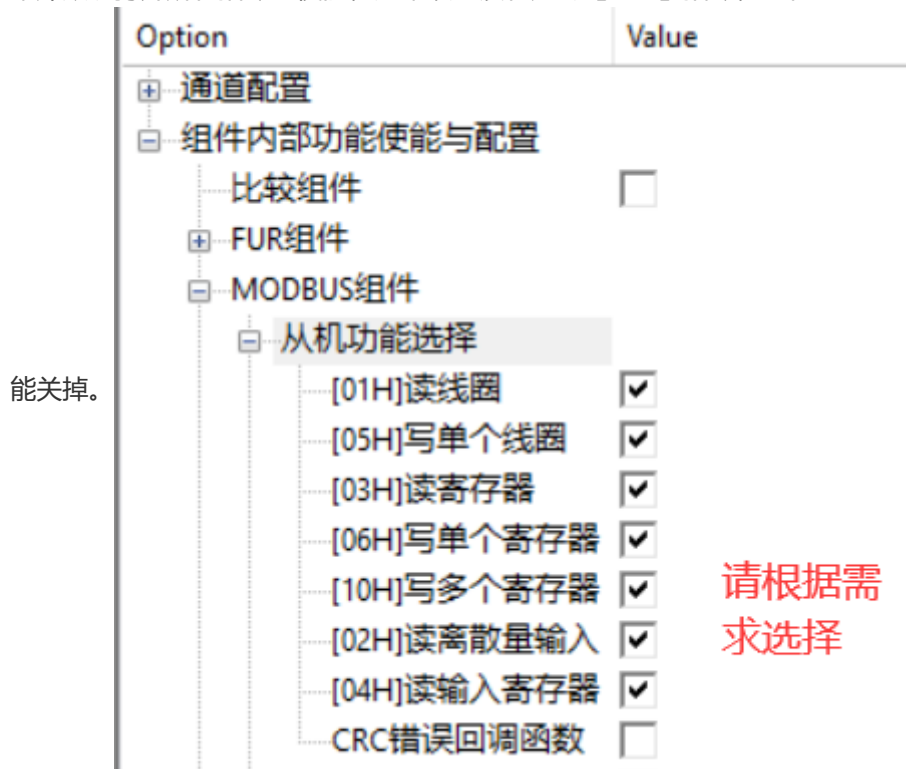 Option Value
通道配置
组件内部功能使能与配置
比较组件
FUR组件
MODBUS组件
从机功能选择
能关掉。
[01H]读线圈
[05H]写单个线圈
[03H]读寄存器
[06H]写单个寄存器
[10H]写多个寄存器
[02H]读离散量输入
[04H]读输入寄存器
CRC错误回调函数
请根据需
求选择